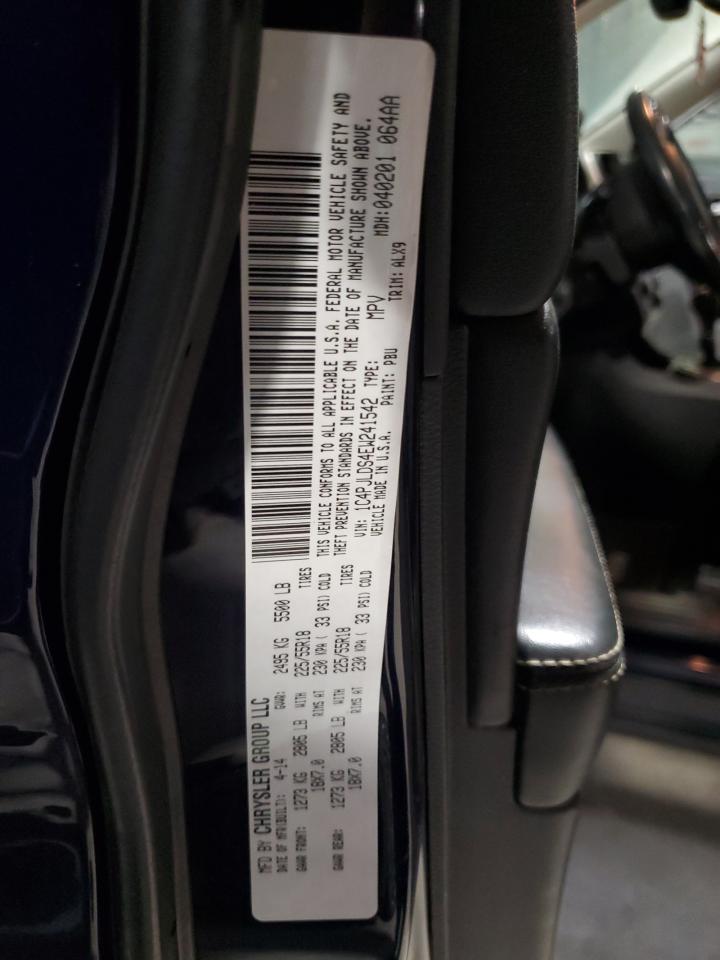 MFD BY CHRYSLER GROUP LLC
DATE OF MFR(BUILT): 4-14 GVWR: 2495 KG 5500 LB
GAWR FRONT: 1273 KG 2805 LB WITH 225/55R18 TIRES
18X7.0 RIMS AT 230 KPA ( 33 PSI) COLD
GAWR REAR: 1273 KG 2805 LB WITH 225/55R18 TIRES
18X7.0 RIMS AT 230 KPA ( 33 PSI) COLD
THIS VEHICLE CONFORMS TO ALL APPLICABLE U.S.A. FEDERAL MOTOR VEHICLE SAFETY AND
THEFT PREVENTION STANDARDS IN EFFECT ON THE DATE OF MANUFACTURE SHOWN ABOVE.
VIN: 1C4PJLDS4EW241542 TYPE: MPV MDH:040201 064AA
VEHICLE MADE IN U.S.A. PAINT: PBU TRIM: ALX9